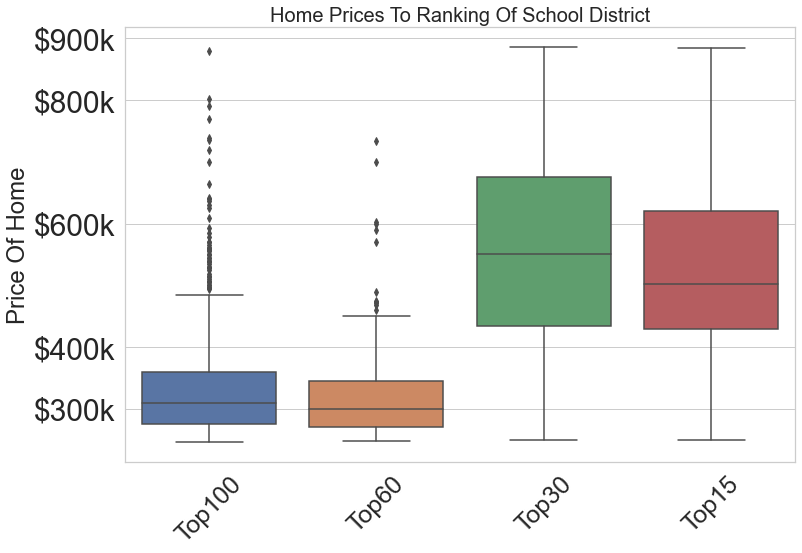 Home Prices To Ranking Of School District
Price Of Home
$900k
$800k
$600k
$400k
$300k
Top100
Top60
Top30
Top15